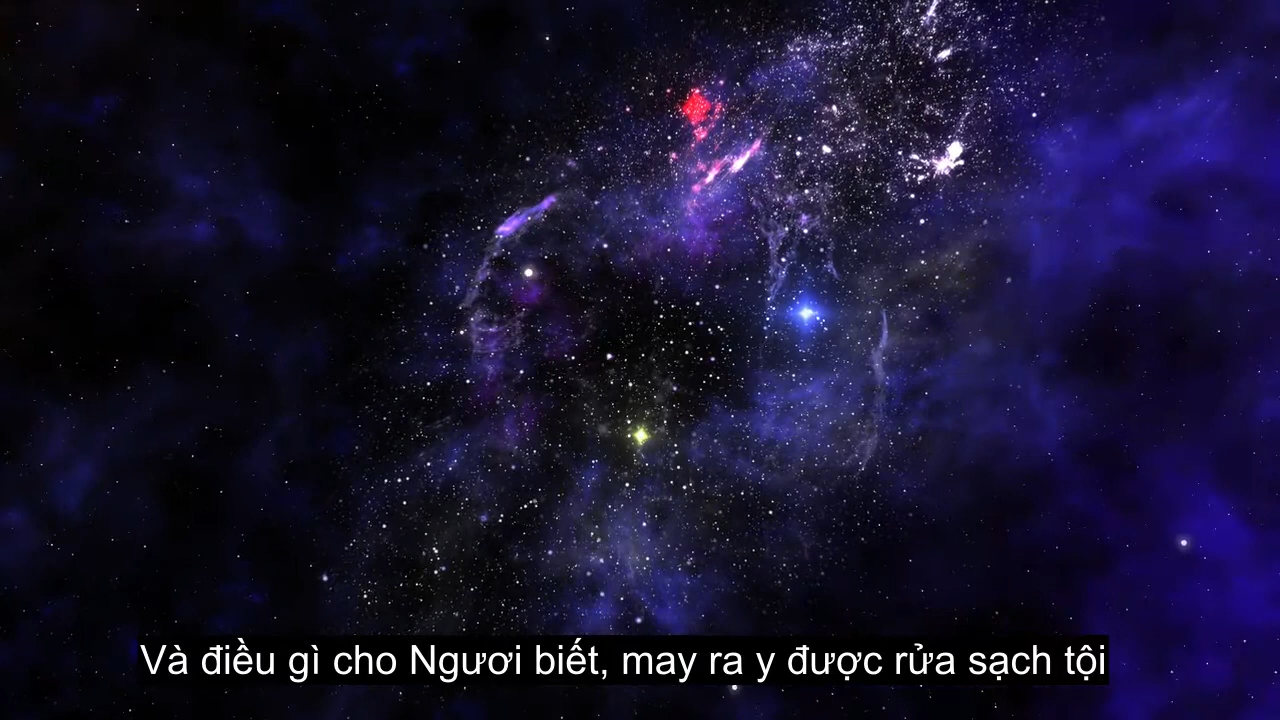 Và điều gì cho Ngươi biết, may ra y được rửa sạch tội